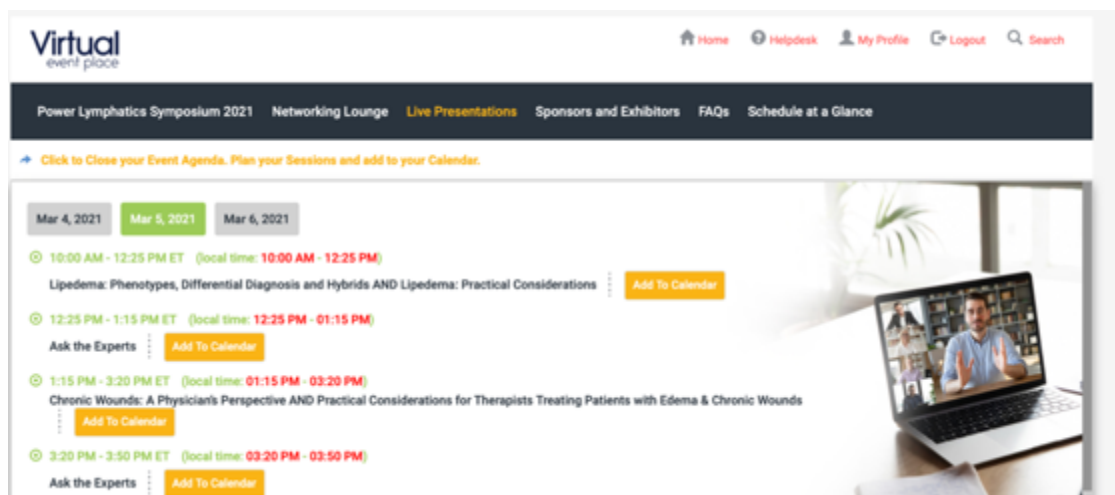 Virtual
event place
Home Helpdesk My Profile Logout Search
Power Lymphatics Symposium 2021 Networking Lounge Live Presentations Sponsors and Exhibitors FAQs Schedule at a Glance
Click to Close your Event Agenda. Plan your Sessions and add to your Calendar.
Mar 4, 2021 Mar 5, 2021 Mar 6, 2021
10:00 AM - 12:25 PM ET (local time: 10:00 AM - 12:25 PM)
Lipedema: Phenotypes, Differential Diagnosis and Hybrids AND Lipedema: Practical Considerations Add To Calendar
12:25 PM - 1:15 PM ET (local time: 12:25 PM - 01:15 PM)
Ask the Experts Add To Calendar
1:15 PM - 3:20 PM ET (local time: 01:15 PM - 03:20 PM)
Chronic Wounds: A Physician's Perspective AND Practical Considerations for Therapists Treating Patients with Edema & Chronic Wounds
Add To Calendar
3:20 PM - 3:50 PM ET (local time: 03:20 PM - 03:50 PM)
Ask the Experts Add To Calendar